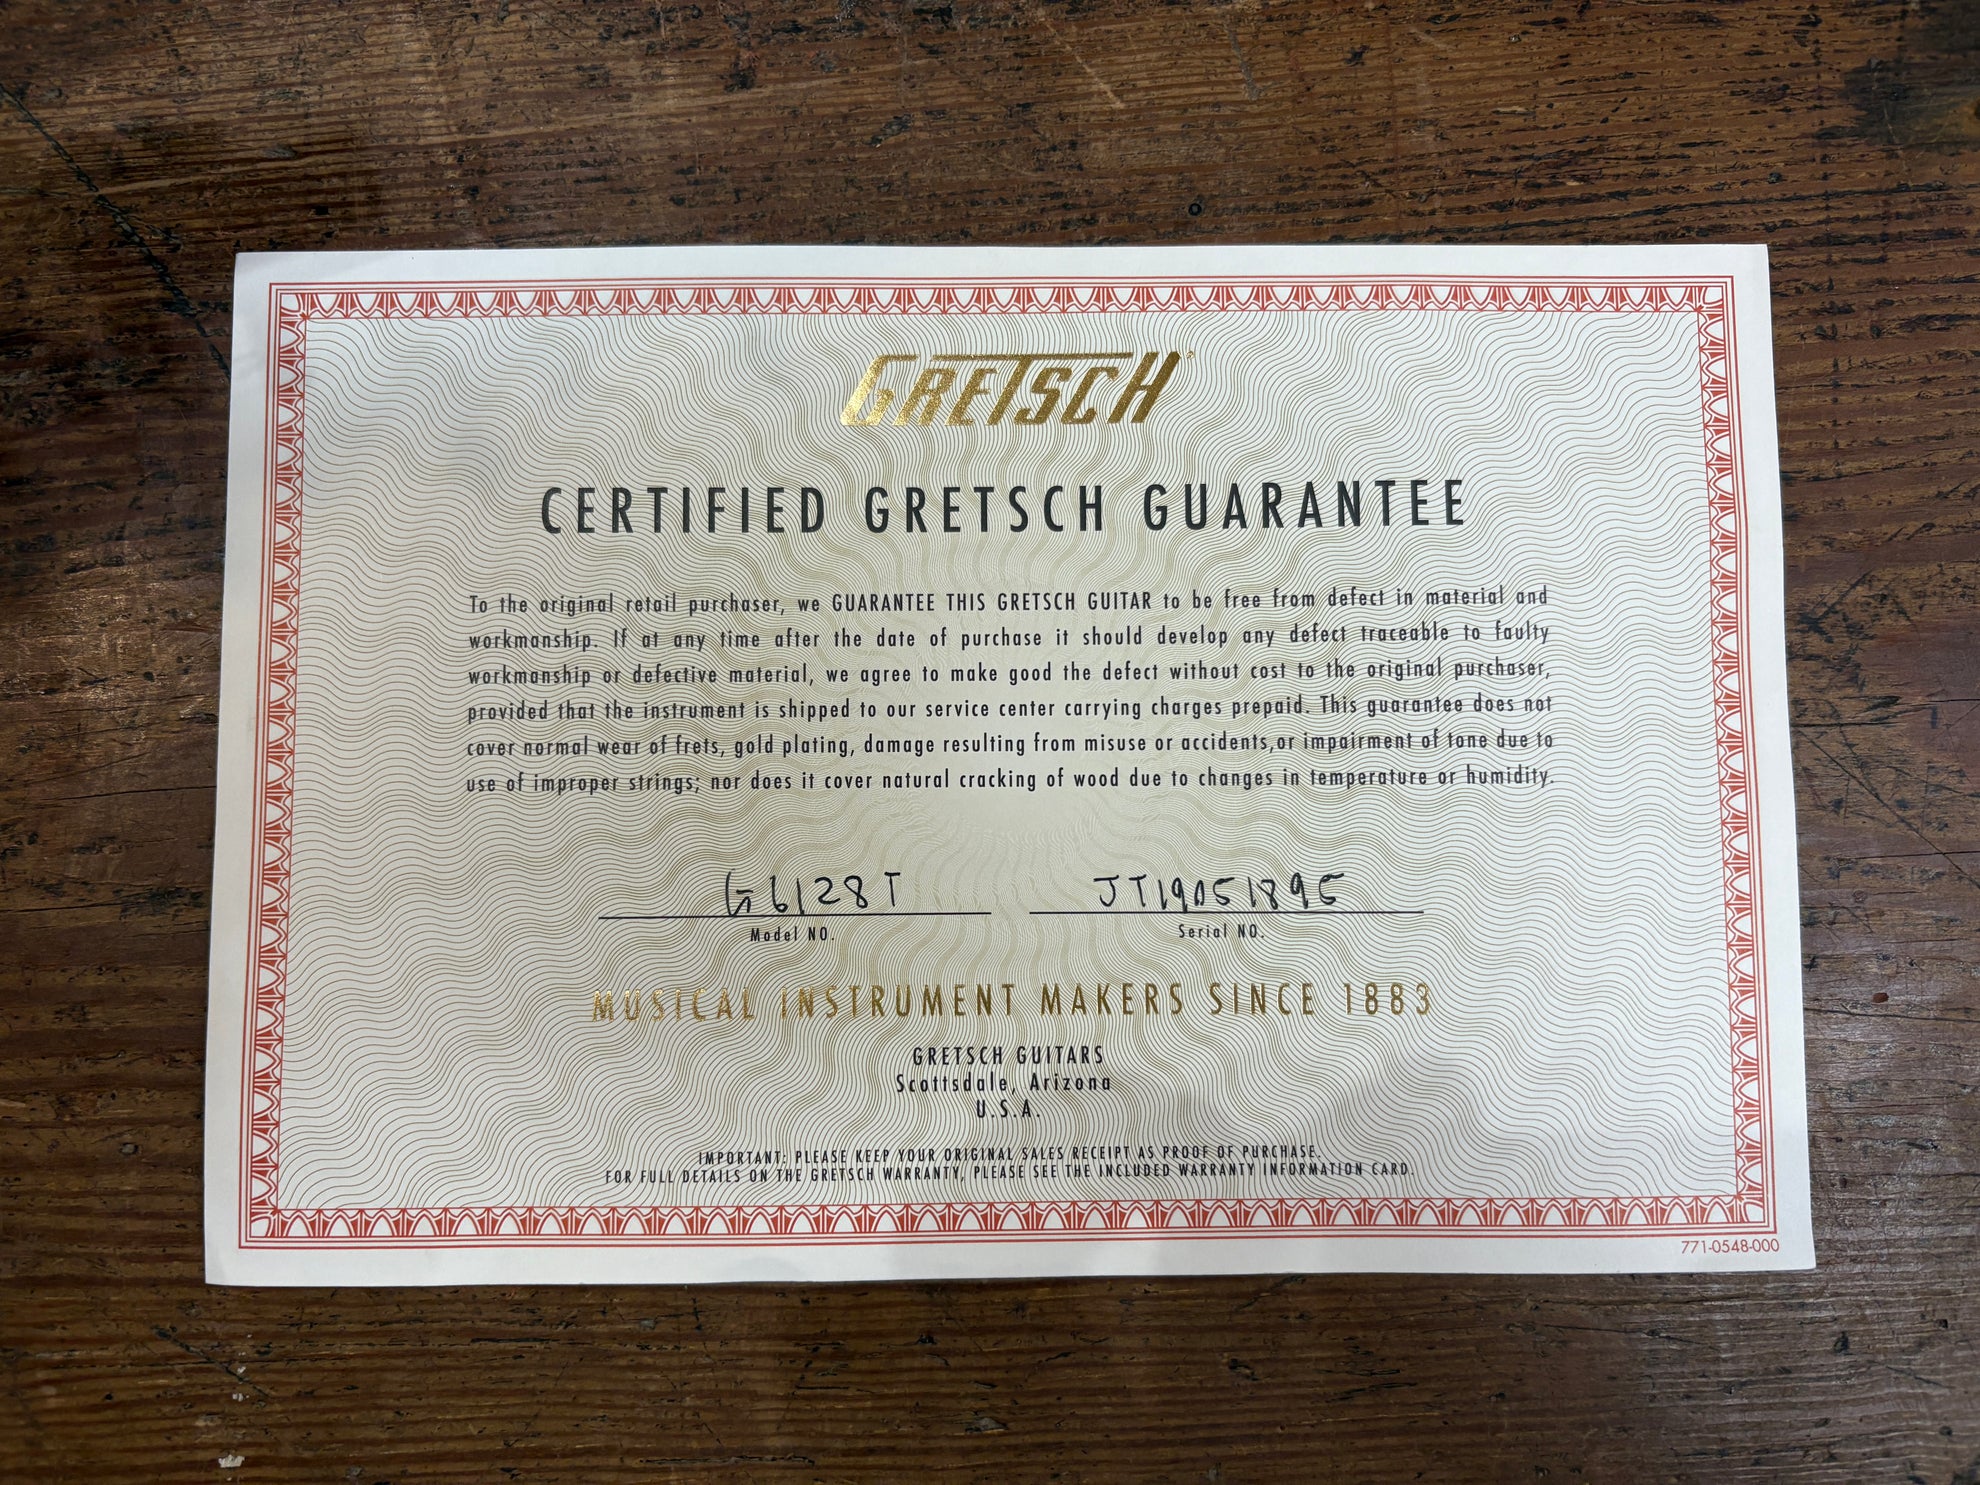 GRETSCH®
CERTIFIED GRETSCH GUARANTEE
To the original retail purchaser, we GUARANTEE THIS GRETSCH GUITAR to be free from defect in material and
workmanship. If at any time after the date of purchase it should develop any defect traceable to faulty
workmanship or defective material, we agree to make good the defect without cost to the original purchaser,
provided that the instrument is shipped to our service center carrying charges prepaid. This guarantee does not
cover normal wear of frets, gold plating, damage resulting from misuse or accidents,or impairment of tone due to
use of improper strings; nor does it cover natural cracking of wood due to changes in temperature or humidity.
G6128T JT19051895
Model NO. Serial NO.
MUSICAL INSTRUMENT MAKERS SINCE 1883
GRETSCH GUITARS
Scottsdale, Arizona
U.S.A.
IMPORTANT: PLEASE KEEP YOUR ORIGINAL SALES RECEIPT AS PROOF OF PURCHASE.
FOR FULL DETAILS ON THE GRETSCH WARRANTY, PLEASE SEE THE INCLUDED WARRANTY INFORMATION CARD.
771-0548-000